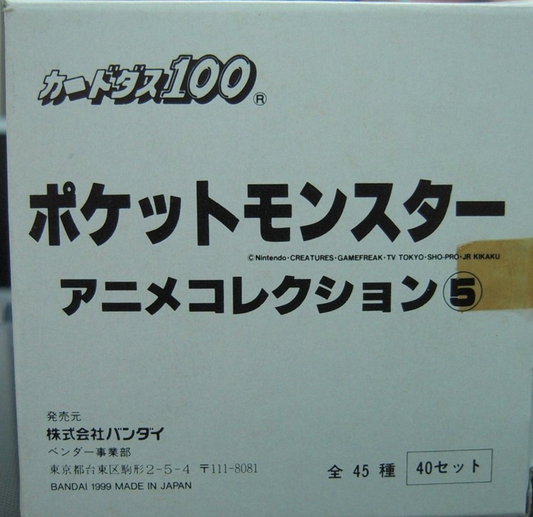 カードダス100®
ポケットモンスター
©Nintendo・CREATURES・GAMEFREAK・TV TOKYO・SHO-PRO・JR KIKAKU
アニメコレクション⑤
発売元
株式会社バンダイ
ベンダー事業部
東京都台東区駒形2-5-4 〒111-8081
BANDAI 1999 MADE IN JAPAN
全 45 種 40セット